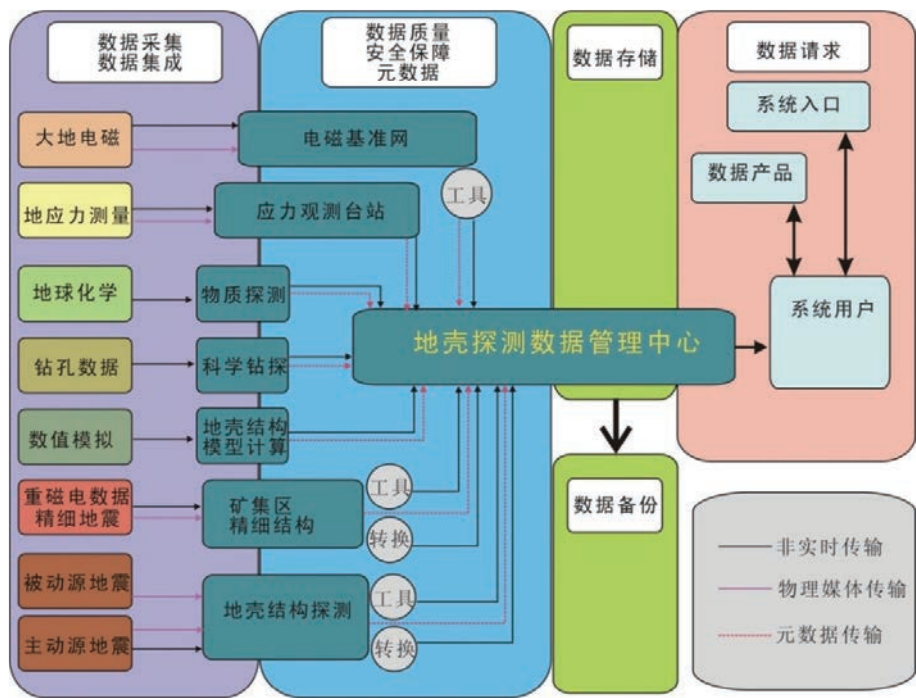 数据采集
数据集成
数据质量
安全保障
元数据
数据存储
数据请求
系统入口
数据产品
系统用户
大地电磁
电磁基准网
工具
地应力测量
应力观测台站
地球化学
物质探测
地壳探测数据管理中心
钻孔数据
科学钻探
数值模拟
地壳结构
模型计算
重磁电数据
精细地震
矿集区
精细结构
工具
转换
数据备份
被动源地震
主动源地震
地壳结构探测
工具
转换
非实时传输
物理媒体传输
元数据传输